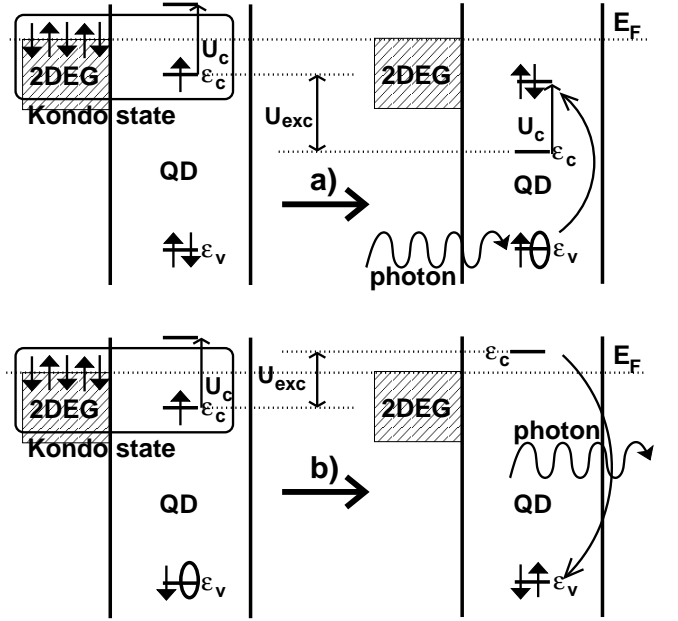 E_F
U_c
2DEG
ε_c
Kondo state
QD
ε_v
U_exc
a)
2DEG
U_c
ε_c
QD
ε_v
photon
E_F
U_c
2DEG
ε_c
Kondo state
QD
ε_v
U_exc
b)
ε_c
2DEG
photon
QD
ε_v